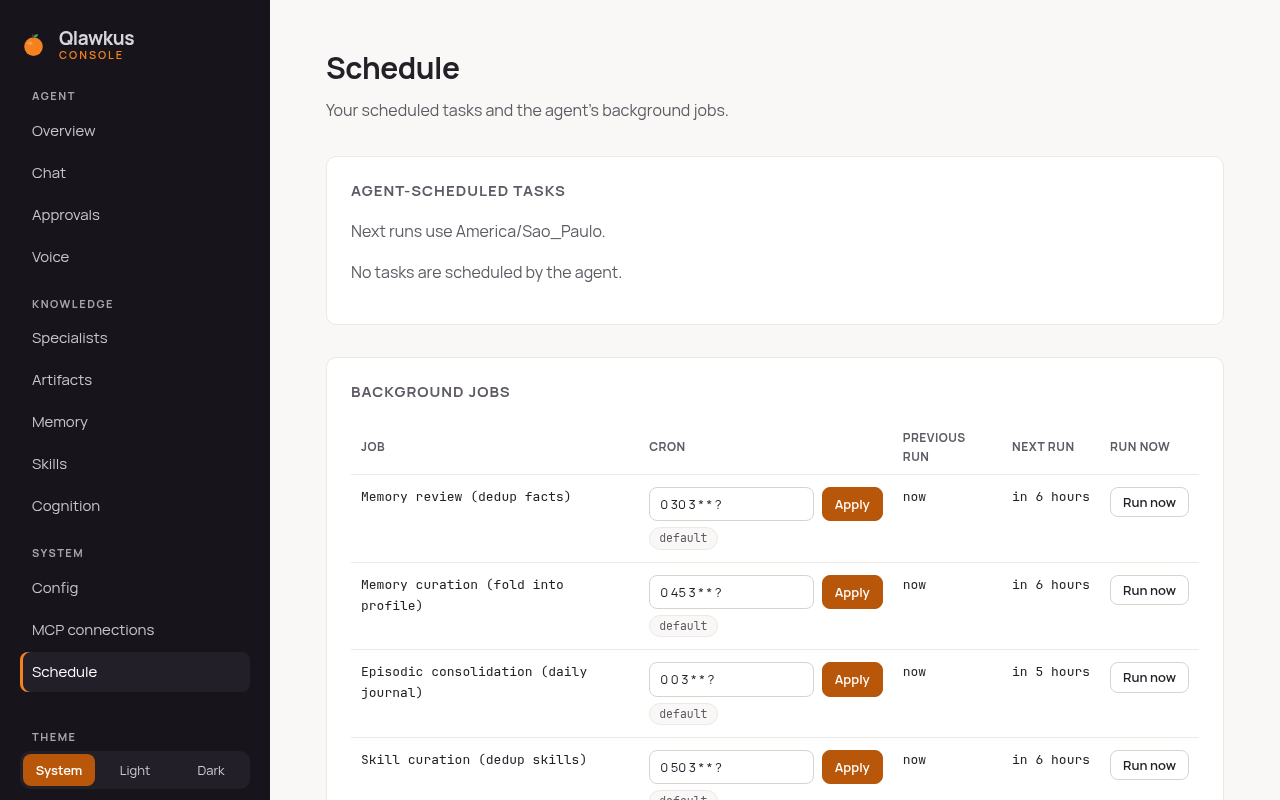 Qlawkus
CONSOLE
AGENT
Overview
Chat
Approvals
Voice
KNOWLEDGE
Specialists
Artifacts
Memory
Skills
Cognition
SYSTEM
Config
MCP connections
Schedule
THEME
System Light Dark
Schedule
Your scheduled tasks and the agent's background jobs.
AGENT-SCHEDULED TASKS
Next runs use America/Sao_Paulo.
No tasks are scheduled by the agent.
BACKGROUND JOBS
JOB CRON PREVIOUS RUN NEXT RUN RUN NOW
Memory review (dedup facts) 0 30 3 * * ? Apply now in 6 hours Run now
default
Memory curation (fold into profile) 0 45 3 * * ? Apply now in 6 hours Run now
default
Episodic consolidation (daily journal) 0 0 3 * * ? Apply now in 5 hours Run now
default
Skill curation (dedup skills) 0 50 3 * * ? Apply now in 6 hours Run now
default